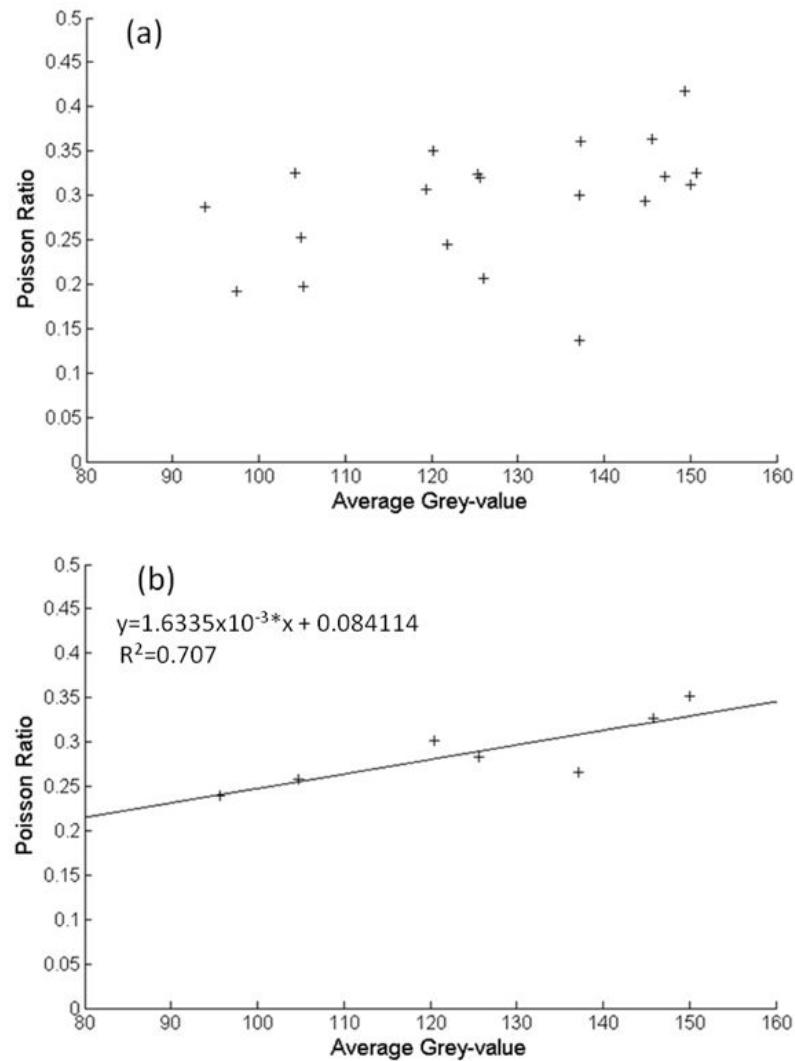 (a)
0.5
0.45
0.4
0.35
0.3
0.25
0.2
0.15
0.1
0.05
0
Poisson Ratio
80 90 100 110 120 130 140 150 160
Average Grey-value
(b)
y=1.6335x10⁻³*x + 0.084114
R²=0.707
0.5
0.45
0.4
0.35
0.3
0.25
0.2
0.15
0.1
0.05
0
Poisson Ratio
80 90 100 110 120 130 140 150 160
Average Grey-value